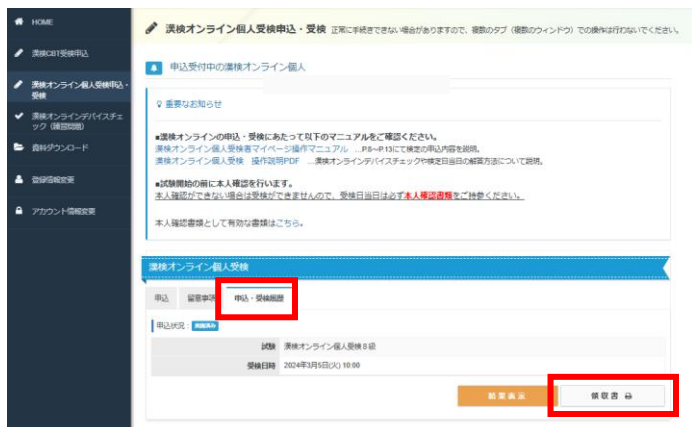 HOME
漢検CBT受検申込
漢検オンライン個人受検申込・
受検
漢検オンラインデバイスチェ
ック（練習問題）
資料ダウンロード
登録情報変更
アカウント情報変更
漢検オンライン個人受検申込・受検 正常に手続きできない場合がありますので、複数のタブ（複数のウィンドウ）での操作は行わないでください。
申込受付中の漢検オンライン個人
重要なお知らせ
■漢検オンラインの申込・受検にあたって以下のマニュアルをご確認ください。
漢検オンライン個人受検者マイページ操作マニュアル …P.8～P.13にて検定の申込内容を説明。
漢検オンライン個人受検 操作説明PDF …漢検オンラインデバイスチェックや検定日当日の解答方法について説明。
■試験開始の前に本人確認を行います。
本人確認ができない場合は受検ができませんので、受検日当日は必ず本人確認書類をご持参ください。
本人確認書類として有効な書類はこちら。
漢検オンライン個人受検
申込 留意事項 申込・受検履歴
申込状況：
試験 漢検オンライン個人受検８級
受検日時 2024年3月5日(火) 10:00
結果表示 領収書